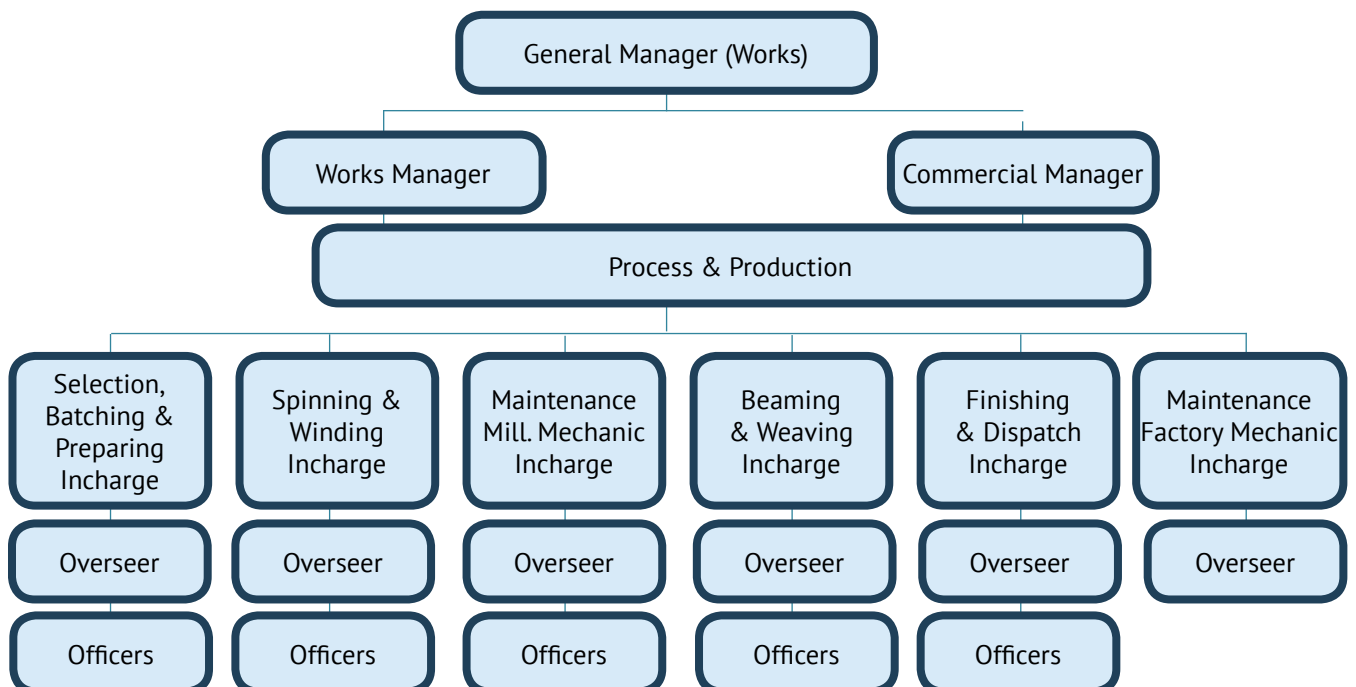 General Manager (Works)
Works Manager
Commercial Manager
Process & Production
Selection,
Batching &
Preparing
Incharge
Spinning &
Winding
Incharge
Maintenance
Mill. Mechanic
Incharge
Beaming
& Weaving
Incharge
Finishing
& Dispatch
Incharge
Maintenance
Factory Mechanic
Incharge
Overseer
Overseer
Overseer
Overseer
Overseer
Overseer
Officers
Officers
Officers
Officers
Officers